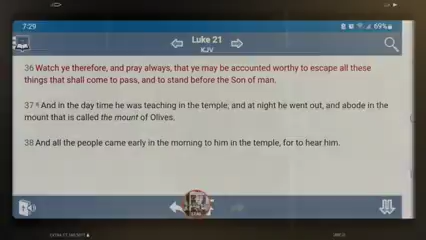 7:29
69%
Luke 21
KJV
36 Watch ye therefore, and pray always, that ye may be accounted worthy to escape all these
things that shall come to pass, and to stand before the Son of man.
37 ¶ And in the day time he was teaching in the temple; and at night he went out, and abode in the
mount that is called the mount of Olives.
38 And all the people came early in the morning to him in the temple, for to hear him.